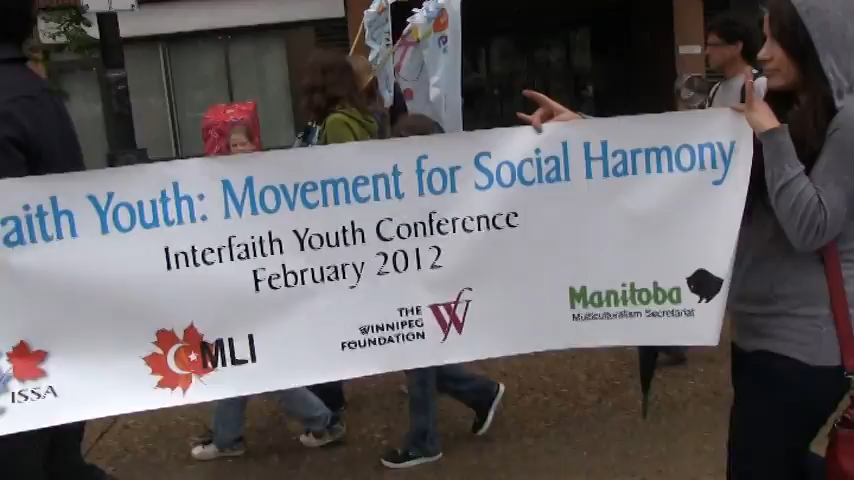 aith Youth: Movement for Social Harmony
Interfaith Youth Conference
February 2012
ISSA
MLI
THE
WINNIPEG
FOUNDATION
W
Manitoba
Multiculturalism Secretariat